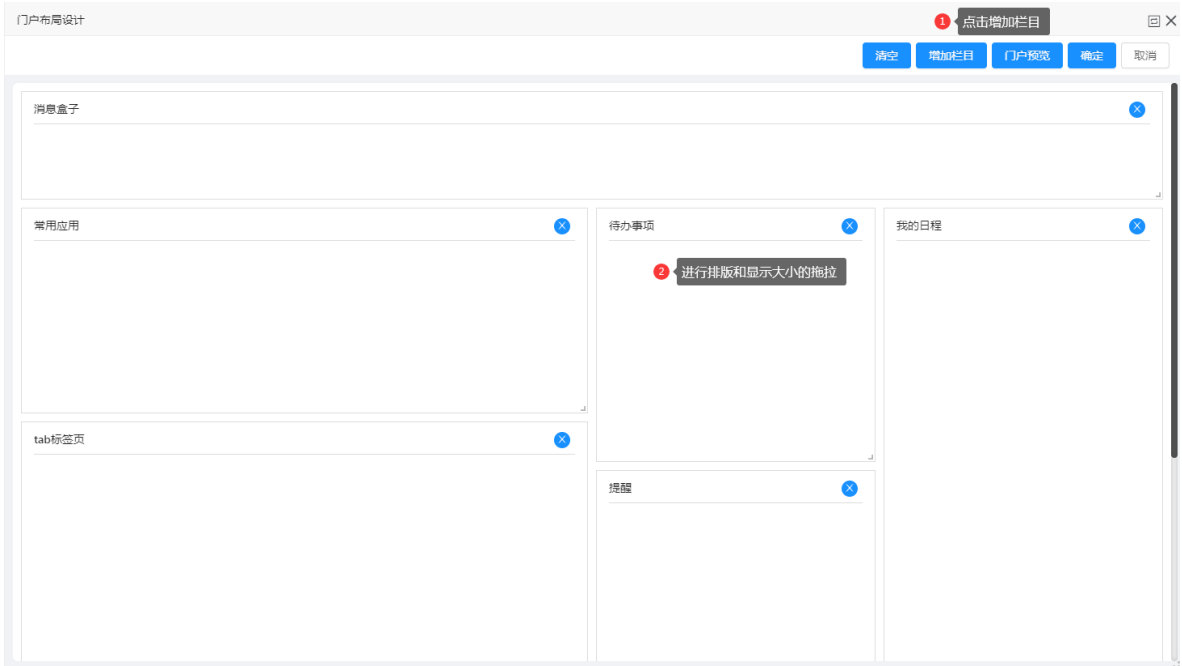 门户布局设计
1 点击增加栏目
清空 增加栏目 门户预览 确定 取消
消息盒子
常用应用 待办事项 我的日程
2 进行排版和显示大小的拖拉
tab标签页
提醒